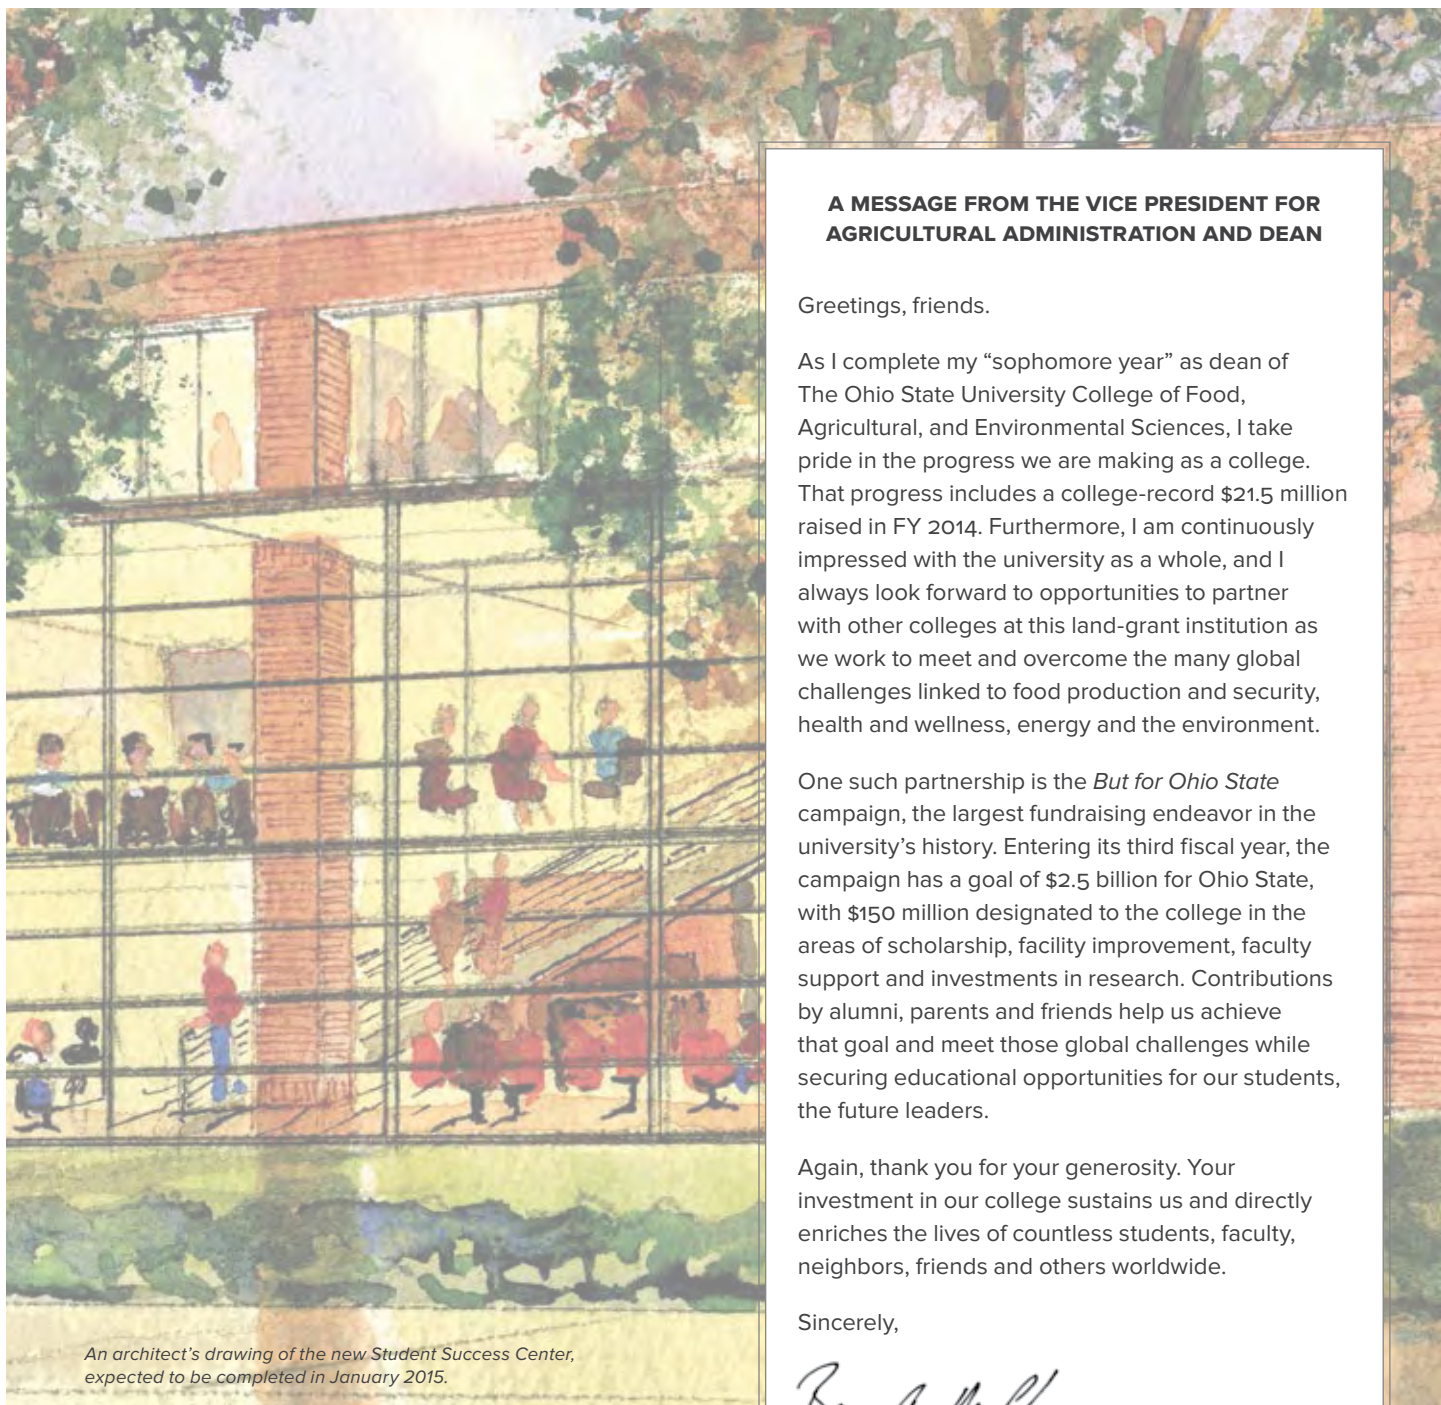 A MESSAGE FROM THE VICE PRESIDENT FOR
AGRICULTURAL ADMINISTRATION AND DEAN
Greetings, friends.
As I complete my “sophomore year” as dean of
The Ohio State University College of Food,
Agricultural, and Environmental Sciences, I take
pride in the progress we are making as a college.
That progress includes a college-record $21.5 million
raised in FY 2014. Furthermore, I am continuously
impressed with the university as a whole, and I
always look forward to opportunities to partner
with other colleges at this land-grant institution as
we work to meet and overcome the many global
challenges linked to food production and security,
health and wellness, energy and the environment.
One such partnership is the But for Ohio State
campaign, the largest fundraising endeavor in the
university’s history. Entering its third fiscal year, the
campaign has a goal of $2.5 billion for Ohio State,
with $150 million designated to the college in the
areas of scholarship, facility improvement, faculty
support and investments in research. Contributions
by alumni, parents and friends help us achieve
that goal and meet those global challenges while
securing educational opportunities for our students,
the future leaders.
Again, thank you for your generosity. Your
investment in our college sustains us and directly
enriches the lives of countless students, faculty,
neighbors, friends and others worldwide.
Sincerely,
An architect’s drawing of the new Student Success Center,
expected to be completed in January 2015.